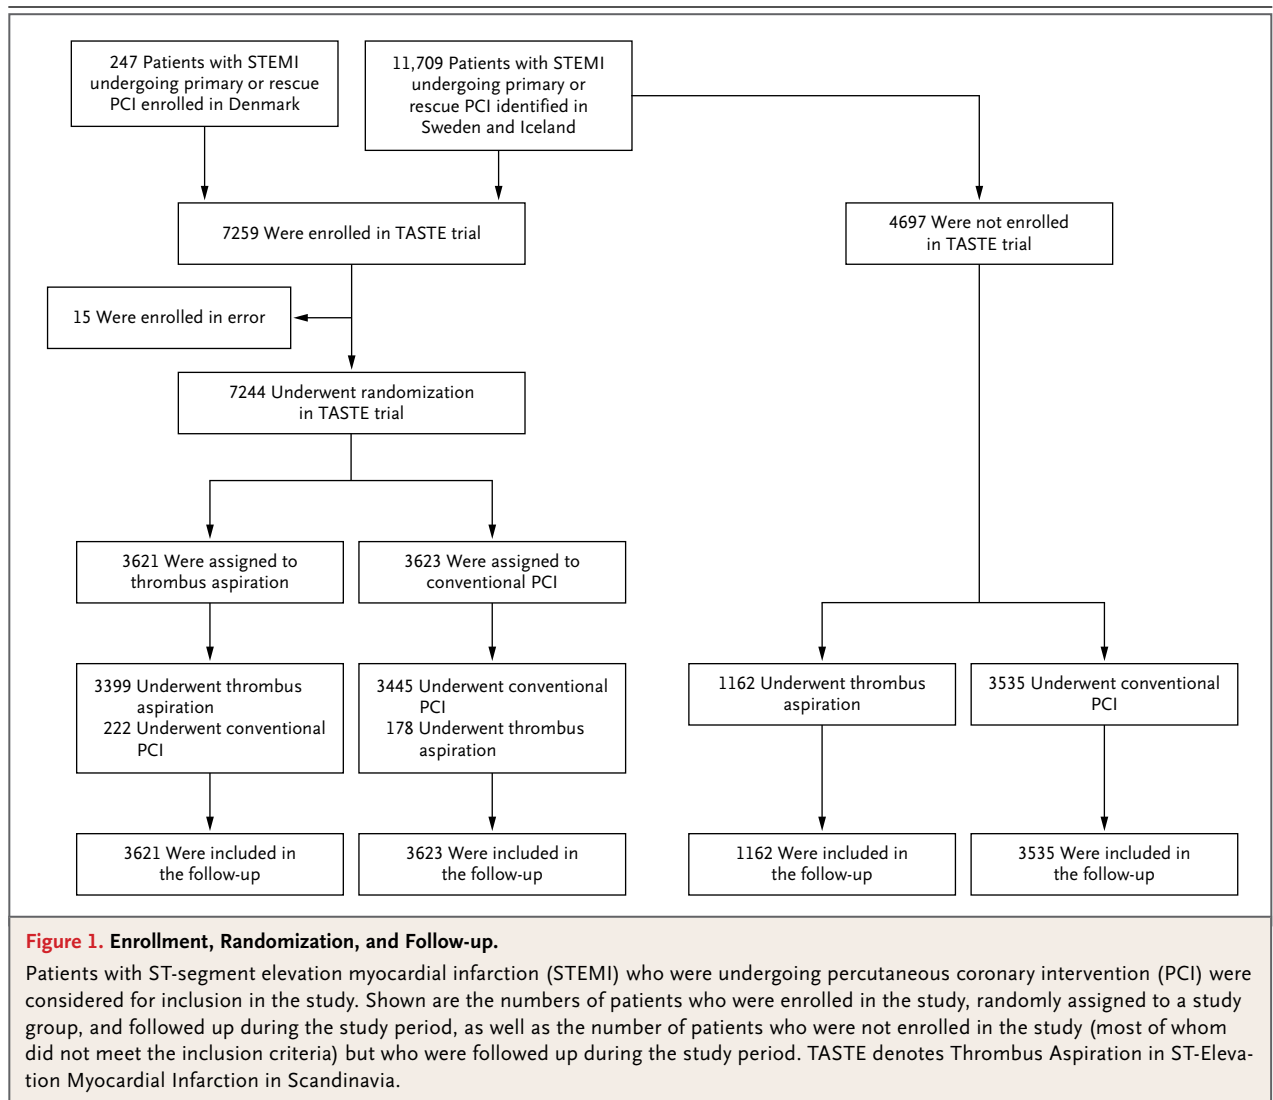 247 Patients with STEMI
undergoing primary or rescue
PCI enrolled in Denmark
11,709 Patients with STEMI
undergoing primary or
rescue PCI identified in
Sweden and Iceland
7259 Were enrolled in TASTE trial
4697 Were not enrolled
in TASTE trial
15 Were enrolled in error
7244 Underwent randomization
in TASTE trial
3621 Were assigned to
thrombus aspiration
3623 Were assigned to
conventional PCI
3399 Underwent thrombus
aspiration
222 Underwent conventional
PCI
3445 Underwent conventional
PCI
178 Underwent thrombus
aspiration
1162 Underwent thrombus
aspiration
3535 Underwent conventional
PCI
3621 Were included in
the follow-up
3623 Were included in
the follow-up
1162 Were included in
the follow-up
3535 Were included in
the follow-up
Figure 1. Enrollment, Randomization, and Follow-up.
Patients with ST-segment elevation myocardial infarction (STEMI) who were undergoing percutaneous coronary intervention (PCI) were
considered for inclusion in the study. Shown are the numbers of patients who were enrolled in the study, randomly assigned to a study
group, and followed up during the study period, as well as the number of patients who were not enrolled in the study (most of whom
did not meet the inclusion criteria) but who were followed up during the study period. TASTE denotes Thrombus Aspiration in ST-Eleva-
tion Myocardial Infarction in Scandinavia.